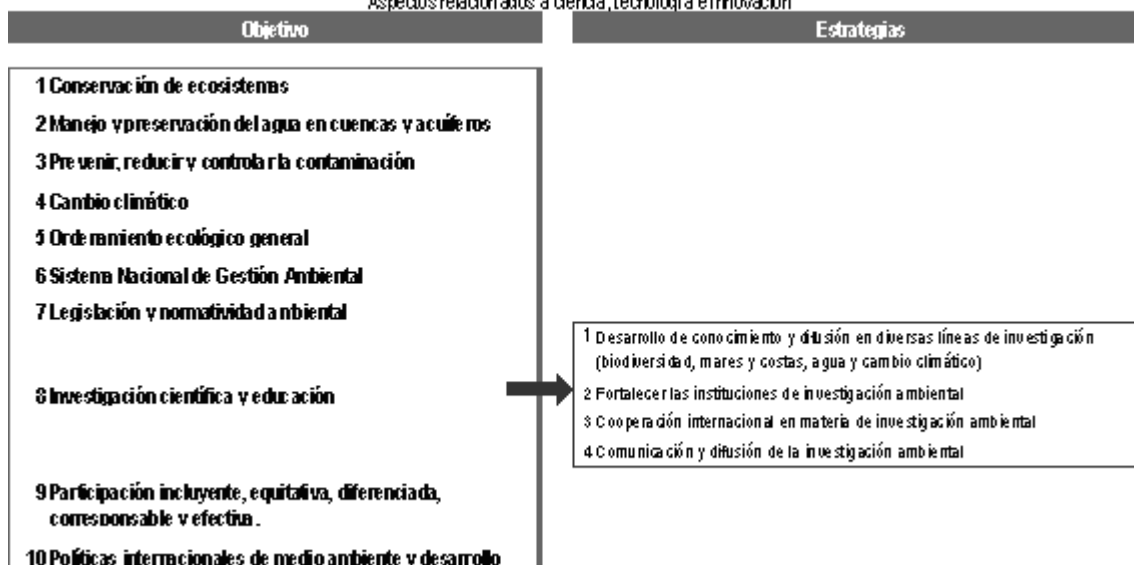 Aspectos relacionados a ciencia, tecnología e innovación
Objetivo
Estrategias
1 Conservación de ecosistemas
2 Manejo y preservación del agua en cuencas y acuíferos
3 Prevenir, reducir y controlar la contaminación
4 Cambio climático
5 Ordenamiento ecológico general
6 Sistema Nacional de Gestión Ambiental
7 Legislación y normatividad ambiental
8 Investigación científica y educación
9 Participación incluyente, equitativa, diferenciada,
corresponsable y efectiva.
10 Políticas internacionales de medio ambiente y desarrollo
1 Desarrollo de conocimiento y difusión en diversas líneas de investigación
(biodiversidad, mares y costas, agua y cambio climático)
2 Fortalecer las instituciones de investigación ambiental
3 Cooperación internacional en materia de investigación ambiental
4 Comunicación y difusión de la investigación ambiental